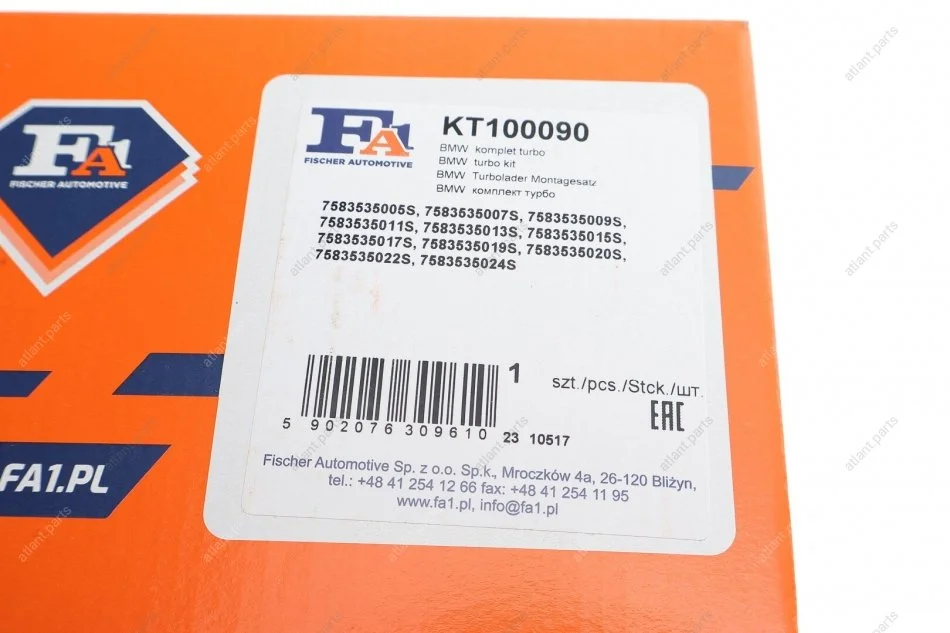 FA1
FISCHER AUTOMOTIVE
FA1
FISCHER AUTOMOTIVE
KT100090
BMW komplet turbo
BMW turbo kit
BMW Turbolader Montagesatz
BMW комплект турбо
7583535005S, 7583535007S, 7583535009S,
7583535011S, 7583535013S, 7583535015S,
7583535017S, 7583535019S, 7583535020S,
7583535022S, 7583535024S
1 szt./pcs./Stck./шт.
EAC
5 902076 309610
23 10517
Fischer Automotive Sp. z o.o. Sp.k., Mroczków 4a, 26-120 Bliżyn,
tel.: +48 41 254 12 66 fax: +48 41 254 11 95
www.fa1.pl, info@fa1.pl
FA1.PL
atlant.parts